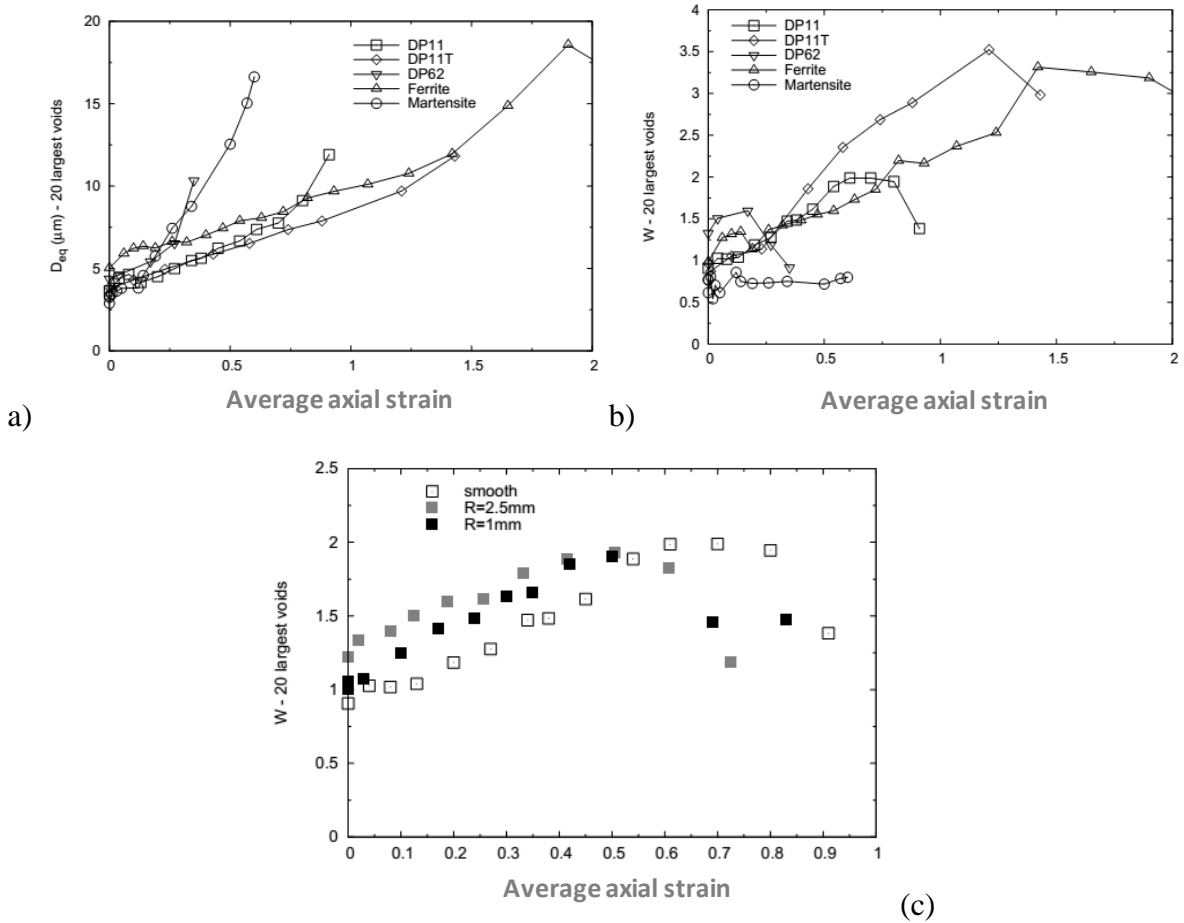 20
15
10
5
0
D_eq (μm) - 20 largest voids
DP11
DP11T
DP62
Ferrite
Martensite
0
0.5
1
1.5
2
Average axial strain
a)
4
3.5
3
2.5
2
1.5
1
0.5
0
W - 20 largest voids
DP11
DP11T
DP62
Ferrite
Martensite
0
0.5
1
1.5
2
Average axial strain
b)
2.5
2
1.5
1
0.5
0
W - 20 largest voids
smooth
R=2.5mm
R=1mm
0 0.1 0.2 0.3 0.4 0.5 0.6 0.7 0.8 0.9 1
Average axial strain
(c)